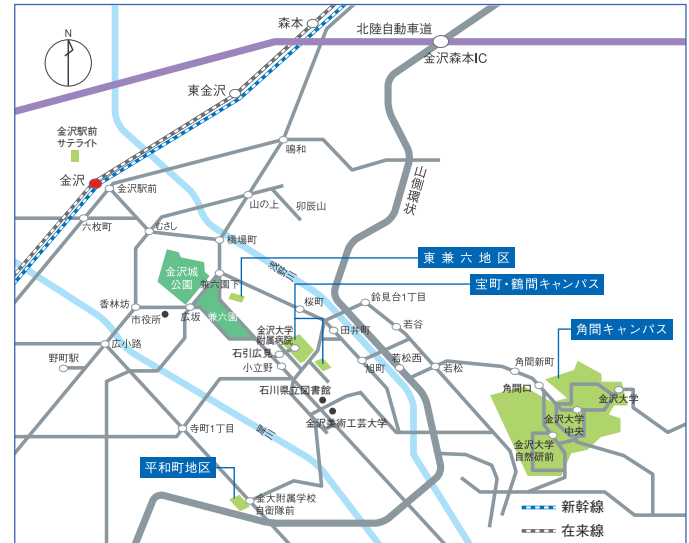 森本
北陸自動車道
金沢森本IC
N
東金沢
金沢駅前
サテライト
鳴和
金沢
金沢駅前
山側環状
山の上
卯辰山
六枚町
むさし
橋場町
浅野川
東兼六地区
金沢城
公園
兼六園下
宝町・鶴間キャンパス
香林坊
市役所
広坂
兼六園
桜町
鈴見台1丁目
金沢大学
附属病院
田井町
若谷
角間キャンパス
広小路
石引広見
野町駅
小立野
旭町
若松西
若松
角間新町
石川県立図書館
角間口
金沢大学
金沢美術工芸大学
金沢大学
中央
寺町1丁目
犀川
金沢大学
自然研前
平和町地区
金大附属学校
自衛隊前
新幹線
在来線